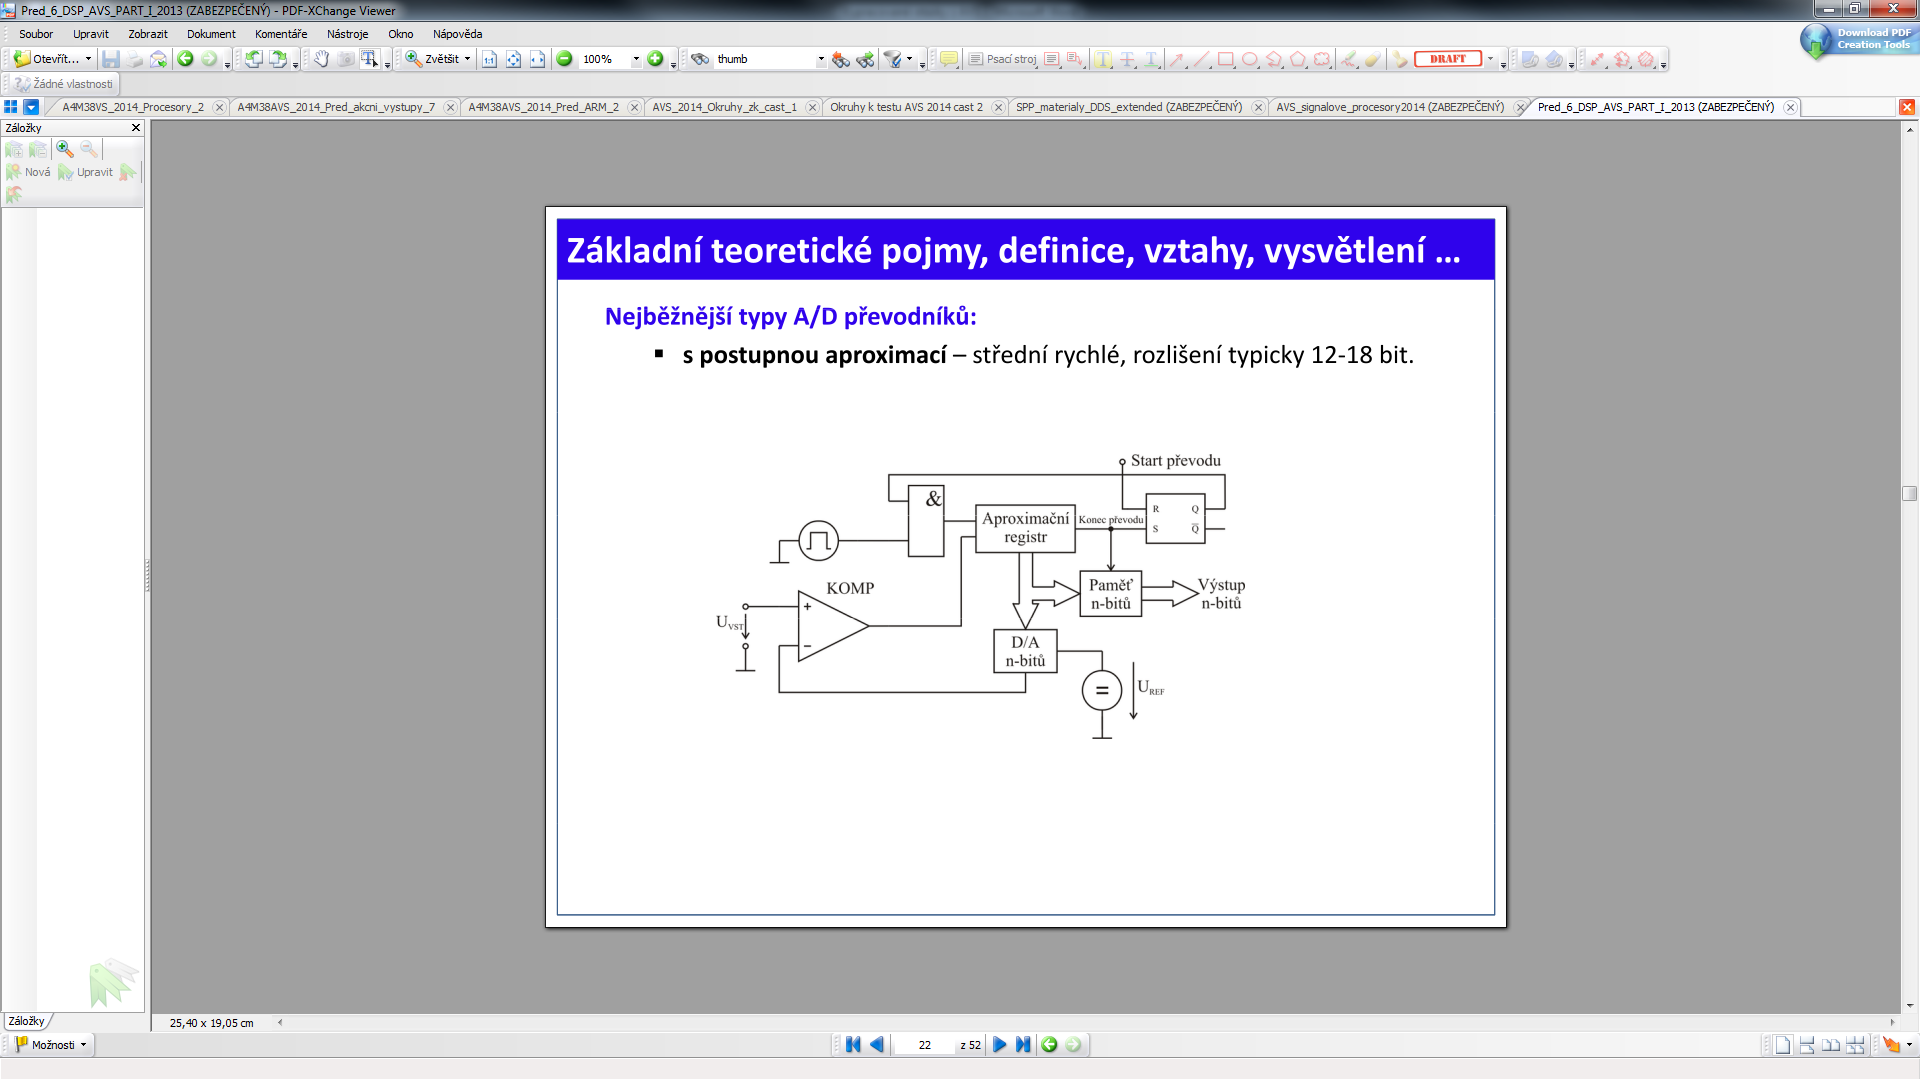 Pred_6_DSP_AVS_PART_I_2013 (ZABEZPEČENÝ) - PDF-XChange Viewer
Soubor Upravit Zobrazit Dokument Komentáře Nástroje Okno Nápověda
Download PDF
Creation Tools
Otevřít... Zvětšit 100% thumb Psací stroj DRAFT
Žádné vlastnosti
A4M38VS_2014_Procesory_2 A4M38AVS_2014_Pred_akcni_vystupy_7 A4M38AVS_2014_Pred_ARM_2 AVS_2014_Okruhy_zk_cast_1 Okruhy k testu AVS 2014 cast 2 SPP_materialy_DDS_extended (ZABEZPEČENÝ) AVS_signalove_procesory2014 (ZABEZPEČENÝ) Pred_6_DSP_AVS_PART_I_2013 (ZABEZPEČENÝ)
Záložky
Nová Upravit
Základní teoretické pojmy, definice, vztahy, vysvětlení ...
Nejběžnější typy A/D převodníků:
▪ s postupnou aproximací – střední rychlé, rozlišení typicky 12-18 bit.
Start převodu
&
Aproximační
registr
Konec převodu
R Q
S Q̅
KOMP
+
−
U_VST
Paměť
n-bitů
Výstup
n-bitů
D/A
n-bitů
=
U_REF
Záložky
25,40 x 19,05 cm
Možnosti
22 z 52